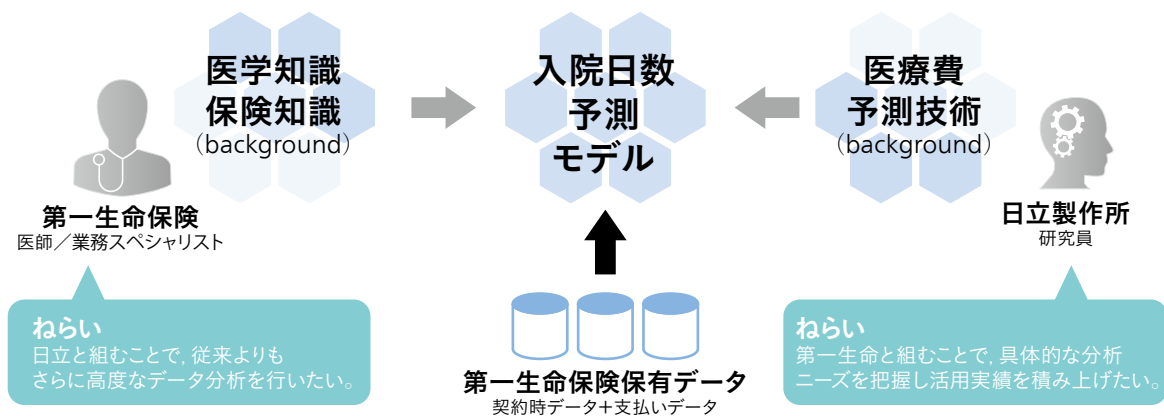 医学知識
保険知識
（background）
第一生命保険
医師／業務スペシャリスト
ねらい
日立と組むことで，従来よりも
さらに高度なデータ分析を行いたい。
入院日数
予測
モデル
第一生命保険保有データ
契約時データ+支払いデータ
医療費
予測技術
（background）
日立製作所
研究員
ねらい
第一生命と組むことで，具体的な分析
ニーズを把握し活用実績を積み上げたい。